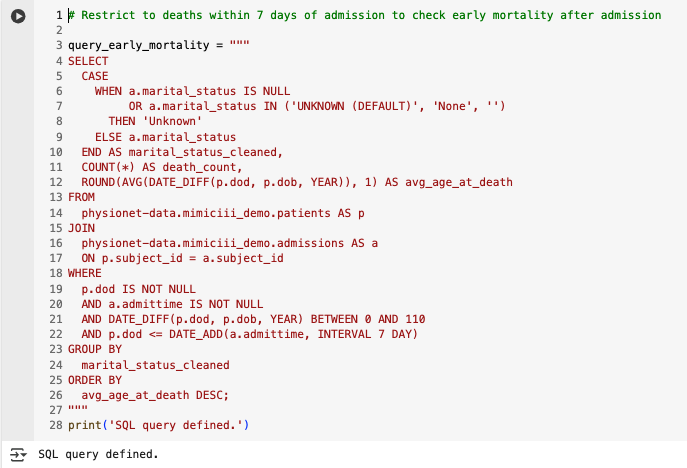 1 # Restrict to deaths within 7 days of admission to check early mortality after admission
2
3 query_early_mortality = """
4 SELECT
5   CASE
6     WHEN a.marital_status IS NULL
7          OR a.marital_status IN ('UNKNOWN (DEFAULT)', 'None', '')
8       THEN 'Unknown'
9     ELSE a.marital_status
10   END AS marital_status_cleaned,
11   COUNT(*) AS death_count,
12   ROUND(AVG(DATE_DIFF(p.dod, p.dob, YEAR)), 1) AS avg_age_at_death
13 FROM
14   physionet-data.mimiciii_demo.patients AS p
15 JOIN
16   physionet-data.mimiciii_demo.admissions AS a
17   ON p.subject_id = a.subject_id
18 WHERE
19   p.dod IS NOT NULL
20   AND a.admittime IS NOT NULL
21   AND DATE_DIFF(p.dod, p.dob, YEAR) BETWEEN 0 AND 110
22   AND p.dod <= DATE_ADD(a.admittime, INTERVAL 7 DAY)
23 GROUP BY
24   marital_status_cleaned
25 ORDER BY
26   avg_age_at_death DESC;
27 """
28 print('SQL query defined.')
SQL query defined.